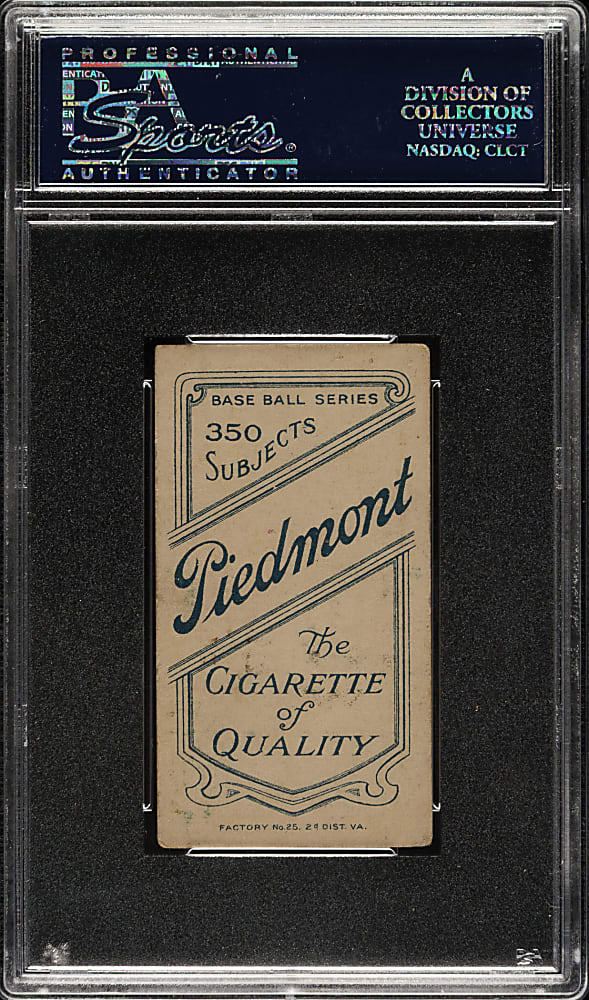 PROFESSIONAL
PSA
Sports®
AUTHENTICATOR
A
DIVISION OF
COLLECTORS
UNIVERSE
NASDAQ: CLCT
BASE BALL SERIES
350
SUBJECTS
Piedmont
The
CIGARETTE
of
QUALITY
FACTORY No.25. 2d DIST. VA.